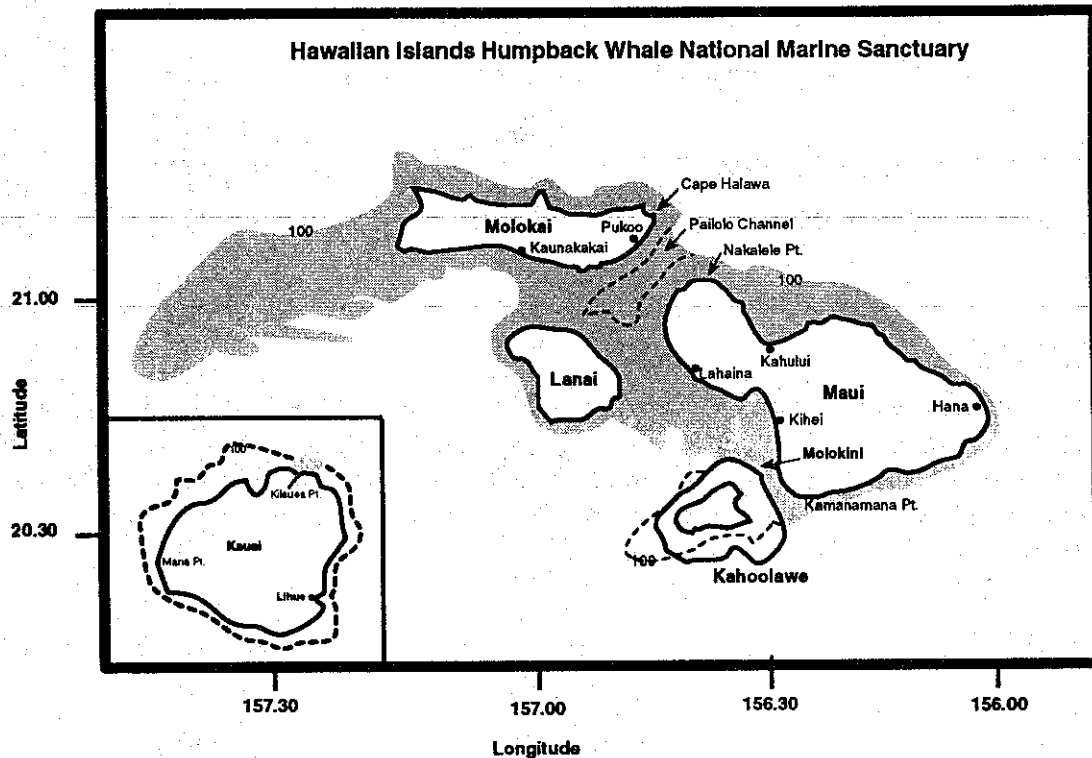 Hawaiian Islands Humpback Whale National Marine Sanctuary
Cape Halawa
Molokai
Pukoo
Pailolo Channel
100
Kaunakakai
Nakalele Pt.
100
21.00
Kahului
Lahaina
Lanai
Maui
Hana
Latitude
Kihei
100
Molokini
Kilauea Pt.
Kamanamana Pt.
20.30
Kauai
Mana Pt.
100
Kahoolawe
Lihue
157.30
157.00
156.30
156.00
Longitude